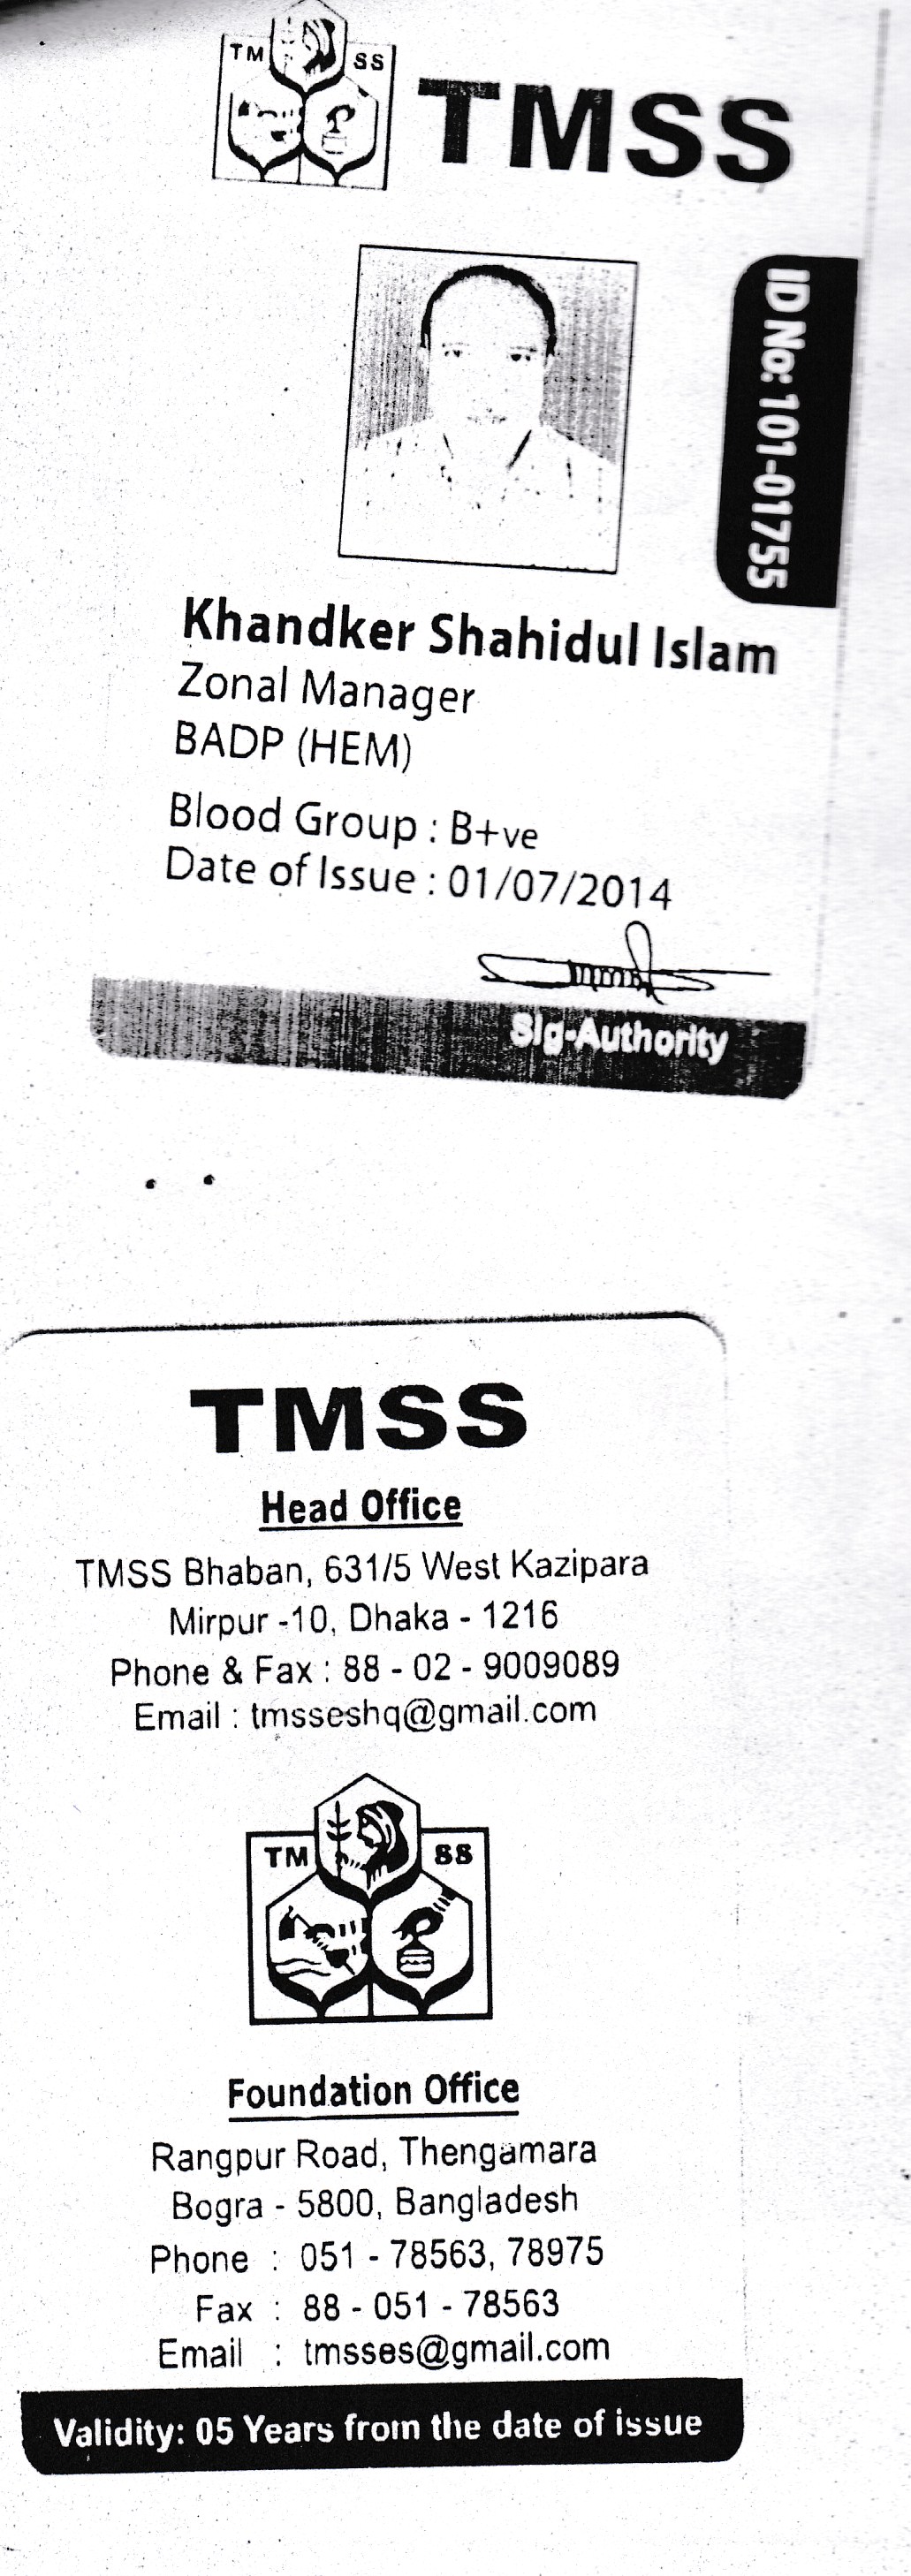 TM SS
TMSS
ID No: 101-01755
Khandker Shahidul Islam
Zonal Manager
BADP (HEM)
Blood Group : B+ve
Date of Issue : 01/07/2014
Sig-Authority
TMSS
Head Office
TMSS Bhaban, 631/5 West Kazipara
Mirpur -10, Dhaka - 1216
Phone & Fax : 88 - 02 - 9009089
Email : tmsseshq@gmail.com
TM SS
Foundation Office
Rangpur Road, Thengamara
Bogra - 5800, Bangladesh
Phone : 051 - 78563, 78975
Fax : 88 - 051 - 78563
Email : tmsses@gmail.com
Validity: 05 Years from the date of issue